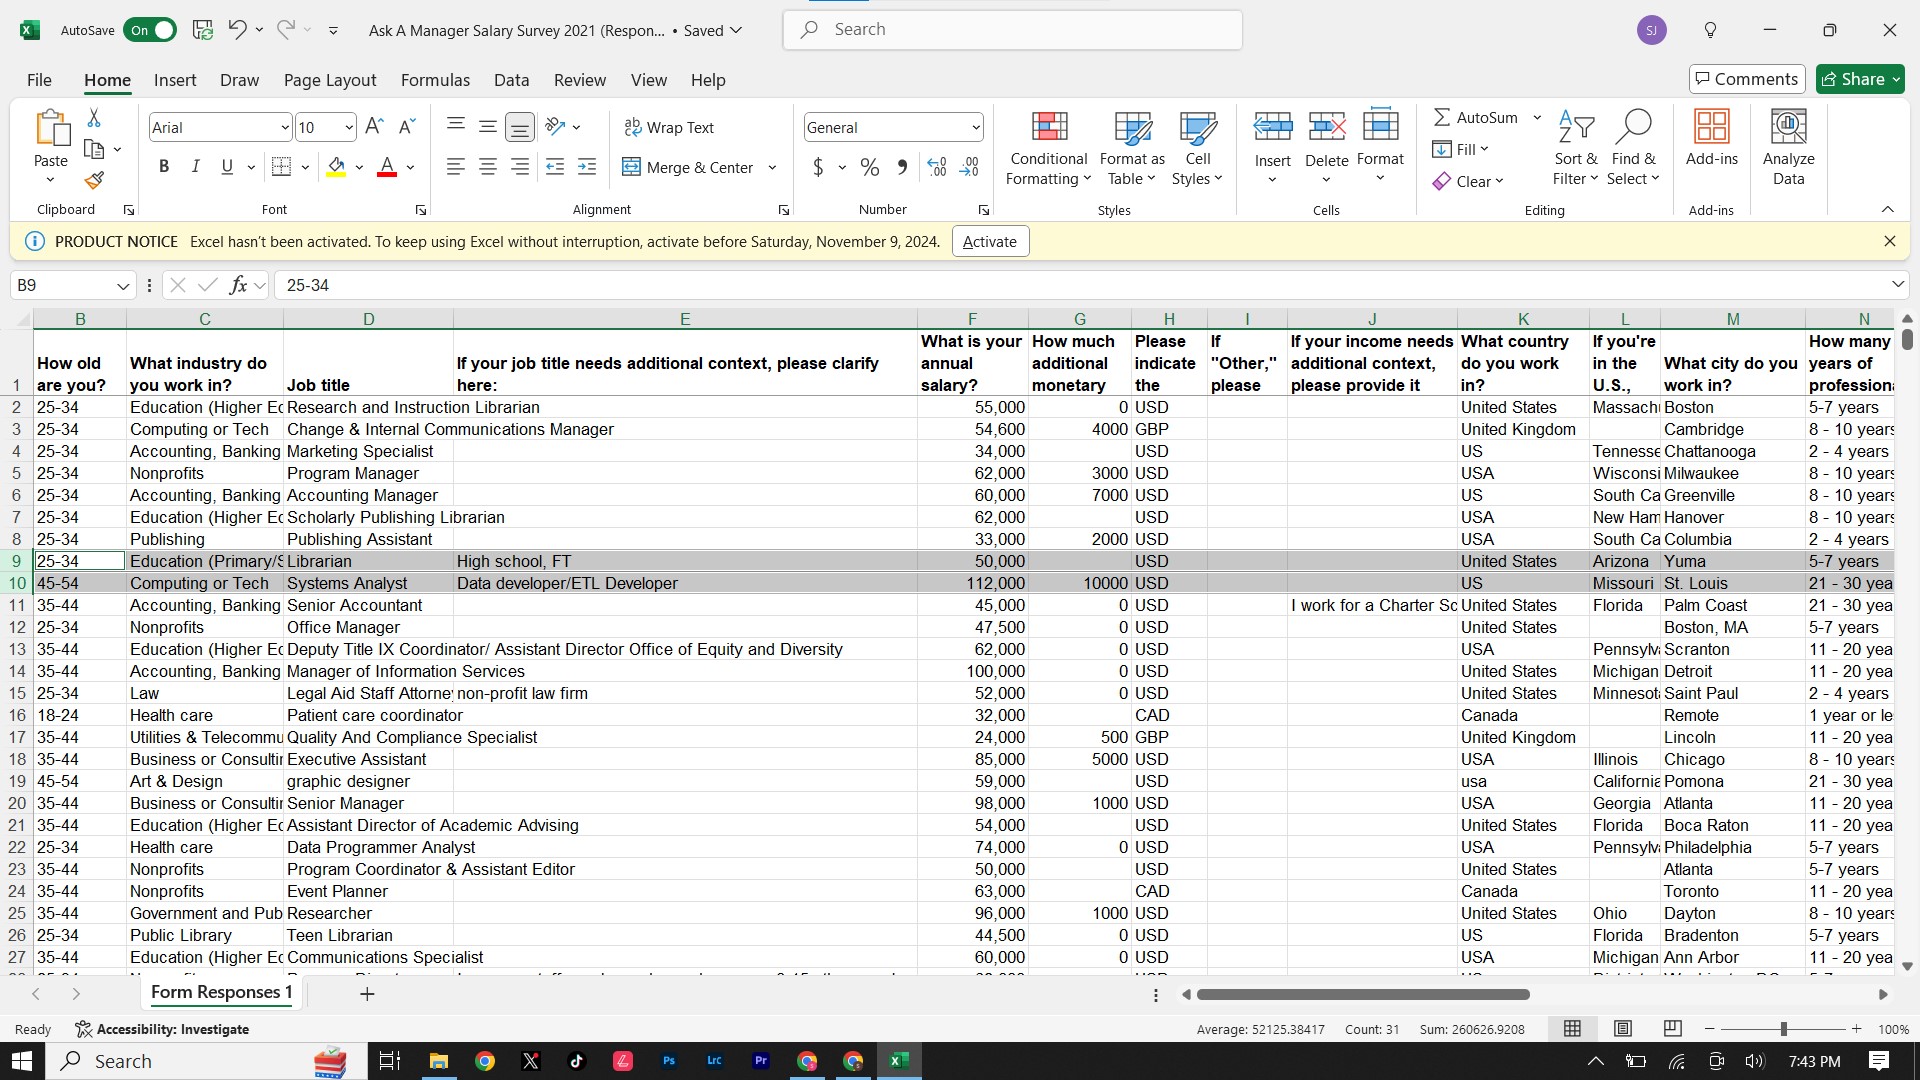 AutoSave On Ask A Manager Salary Survey 2021 (Respon... • Saved Search SJ
File Home Insert Draw Page Layout Formulas Data Review View Help Comments Share
Paste Arial 10 Wrap Text General Conditional Formatting Format as Table Cell Styles Insert Delete Format AutoSum Fill Clear Sort & Filter Find & Select Add-ins Analyze Data
B I U Merge & Center $ %
Clipboard Font Alignment Number Styles Cells Editing Add-ins
PRODUCT NOTICE Excel hasn't been activated. To keep using Excel without interruption, activate before Saturday, November 9, 2024. Activate
B9 fx 25-34
B C D E F G H I J K L M N
1 How old are you? What industry do you work in? Job title If your job title needs additional context, please clarify here: What is your annual salary? How much additional monetary Please indicate the If "Other," please If your income needs additional context, please provide it What country do you work in? If you're in the U.S., What city do you work in? How many years of profession
2 25-34 Education (Higher Ec Research and Instruction Librarian 55,000 0 USD United States Massach Boston 5-7 years
3 25-34 Computing or Tech Change & Internal Communications Manager 54,600 4000 GBP United Kingdom Cambridge 8 - 10 years
4 25-34 Accounting, Banking Marketing Specialist 34,000 USD US Tennesse Chattanooga 2 - 4 years
5 25-34 Nonprofits Program Manager 62,000 3000 USD USA Wisconsi Milwaukee 8 - 10 years
6 25-34 Accounting, Banking Accounting Manager 60,000 7000 USD US South Ca Greenville 8 - 10 years
7 25-34 Education (Higher Ec Scholarly Publishing Librarian 62,000 USD USA New Ham Hanover 8 - 10 years
8 25-34 Publishing Publishing Assistant 33,000 2000 USD USA South Ca Columbia 2 - 4 years
9 25-34 Education (Primary/S Librarian High school, FT 50,000 USD United States Arizona Yuma 5-7 years
10 45-54 Computing or Tech Systems Analyst Data developer/ETL Developer 112,000 10000 USD US Missouri St. Louis 21 - 30 yea
11 35-44 Accounting, Banking Senior Accountant 45,000 0 USD I work for a Charter Sc United States Florida Palm Coast 21 - 30 yea
12 25-34 Nonprofits Office Manager 47,500 0 USD United States Boston, MA 5-7 years
13 35-44 Education (Higher Ec Deputy Title IX Coordinator/ Assistant Director Office of Equity and Diversity 62,000 0 USD USA Pennsylv Scranton 11 - 20 yea
14 35-44 Accounting, Banking Manager of Information Services 100,000 0 USD United States Michigan Detroit 11 - 20 yea
15 25-34 Law Legal Aid Staff Attorne non-profit law firm 52,000 0 USD United States Minnesot Saint Paul 2 - 4 years
16 18-24 Health care Patient care coordinator 32,000 CAD Canada Remote 1 year or le
17 35-44 Utilities & Telecommu Quality And Compliance Specialist 24,000 500 GBP United Kingdom Lincoln 11 - 20 yea
18 35-44 Business or Consultin Executive Assistant 85,000 5000 USD USA Illinois Chicago 8 - 10 years
19 45-54 Art & Design graphic designer 59,000 USD usa California Pomona 21 - 30 yea
20 35-44 Business or Consultin Senior Manager 98,000 1000 USD USA Georgia Atlanta 11 - 20 yea
21 35-44 Education (Higher Ec Assistant Director of Academic Advising 54,000 USD United States Florida Boca Raton 11 - 20 yea
22 25-34 Health care Data Programmer Analyst 74,000 0 USD USA Pennsylv Philadelphia 5-7 years
23 35-44 Nonprofits Program Coordinator & Assistant Editor 50,000 USD United States Atlanta 5-7 years
24 35-44 Nonprofits Event Planner 63,000 CAD Canada Toronto 11 - 20 yea
25 35-44 Government and Pub Researcher 96,000 1000 USD United States Ohio Dayton 8 - 10 years
26 25-34 Public Library Teen Librarian 44,500 0 USD US Florida Bradenton 5-7 years
27 35-44 Education (Higher Ec Communications Specialist 60,000 0 USD USA Michigan Ann Arbor 11 - 20 yea
Form Responses 1
Ready Accessibility: Investigate Average: 52125.38417 Count: 31 Sum: 260626.9208 100%
Search Ps LrC Pr 7:43 PM